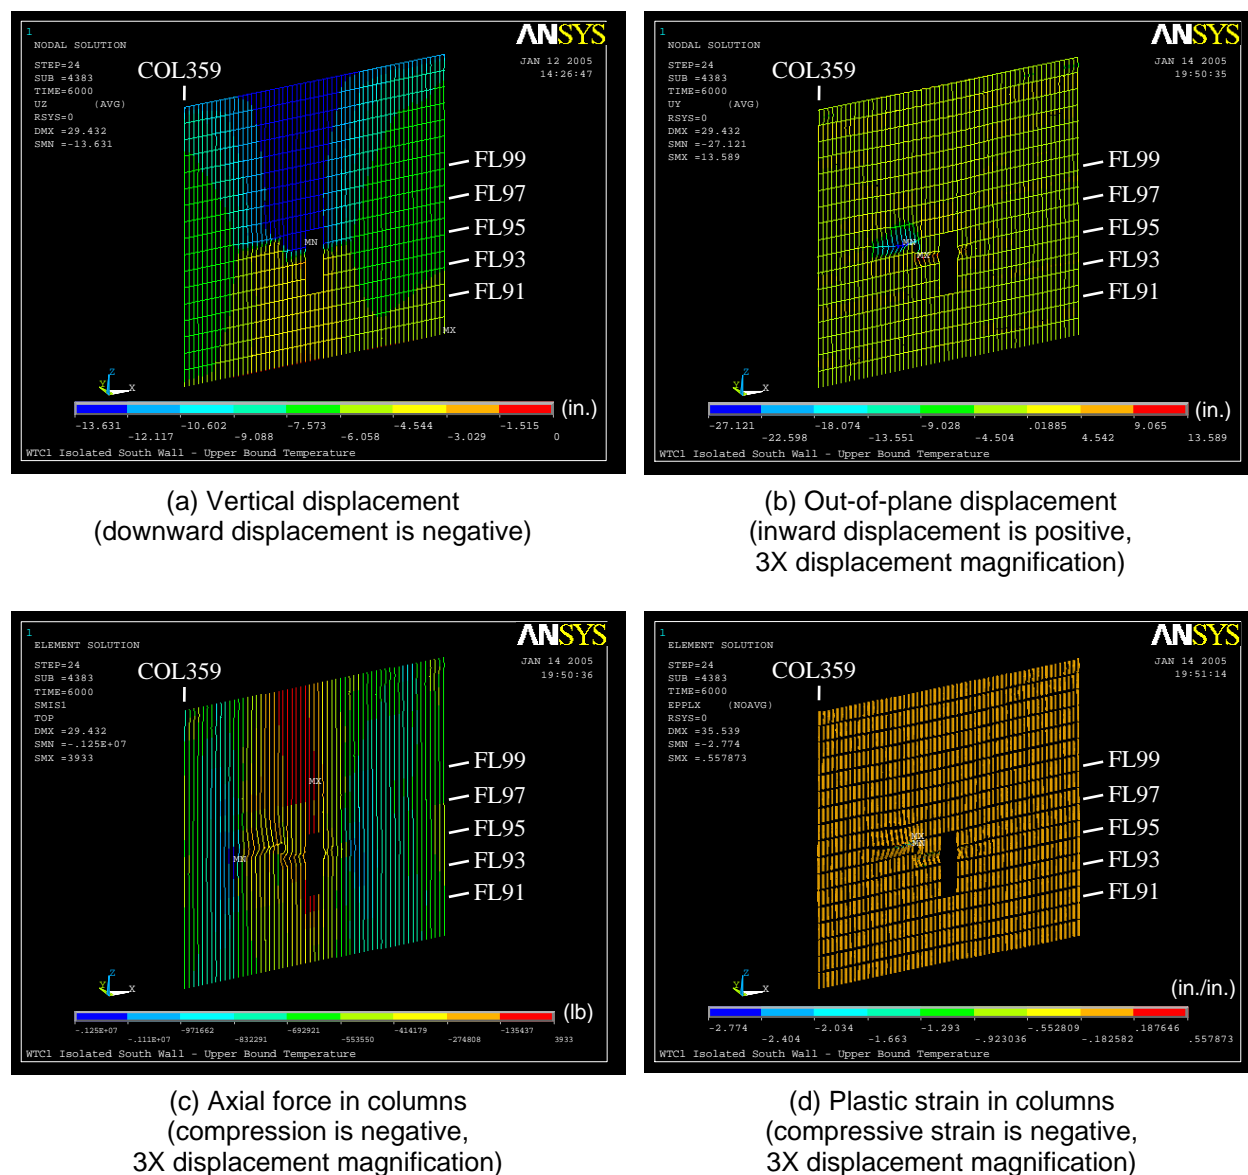 1
ANSYS
NODAL SOLUTION
JAN 12 2005
14:26:47
STEP=24
SUB =4383
TIME=6000
UZ (AVG)
RSYS=0
DMX =29.432
SMN =-13.631
COL359
FL99
FL97
FL95
FL93
FL91
MN
MX
Z
Y
X
(in.)
-13.631 -10.602 -7.573 -4.544 -1.515
-12.117 -9.088 -6.058 -3.029 0
WTC1 Isolated South Wall - Upper Bound Temperature
(a) Vertical displacement
(downward displacement is negative)
1
ANSYS
NODAL SOLUTION
JAN 14 2005
19:50:35
STEP=24
SUB =4383
TIME=6000
UY (AVG)
RSYS=0
DMX =29.432
SMN =-27.121
SMX =13.589
COL359
FL99
FL97
FL95
FL93
FL91
MN
MX
Z
Y
X
(in.)
-27.121 -18.074 -9.028 .01885 9.065
-22.598 -13.551 -4.504 4.542 13.589
WTC1 Isolated South Wall - Upper Bound Temperature
(b) Out-of-plane displacement
(inward displacement is positive,
3X displacement magnification)
1
ANSYS
ELEMENT SOLUTION
JAN 14 2005
19:50:36
STEP=24
SUB =4383
TIME=6000
SMIS1
TOP
DMX =29.432
SMN =-.125E+07
SMX =3933
COL359
FL99
FL97
FL95
FL93
FL91
MX
MN
Z
Y
X
(lb)
-.125E+07 -971662 -692921 -414179 -135437
-.111E+07 -832291 -553550 -274808 3933
WTC1 Isolated South Wall - Upper Bound Temperature
(c) Axial force in columns
(compression is negative,
3X displacement magnification)
1
ANSYS
ELEMENT SOLUTION
JAN 14 2005
19:51:14
STEP=24
SUB =4383
TIME=6000
EPPLX (NOAVG)
RSYS=0
DMX =35.539
SMN =-2.774
SMX =.557873
COL359
FL99
FL97
FL95
FL93
FL91
MX
MN
Z
Y
X
(in./in.)
-2.774 -2.034 -1.293 -.552809 .187646
-2.404 -1.663 -.923036 -.182582 .557873
WTC1 Isolated South Wall - Upper Bound Temperature
(d) Plastic strain in columns
(compressive strain is negative,
3X displacement magnification)